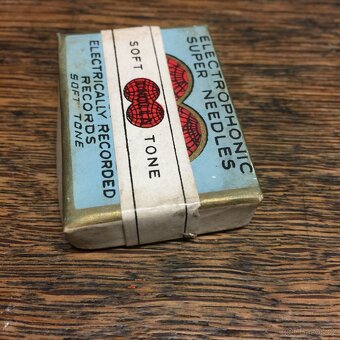 ELECTROPHONIC
SUPER NEEDLES
SOFT
TONE
ELECTRICALLY RECORDED
RECORDS
SOFT TONE